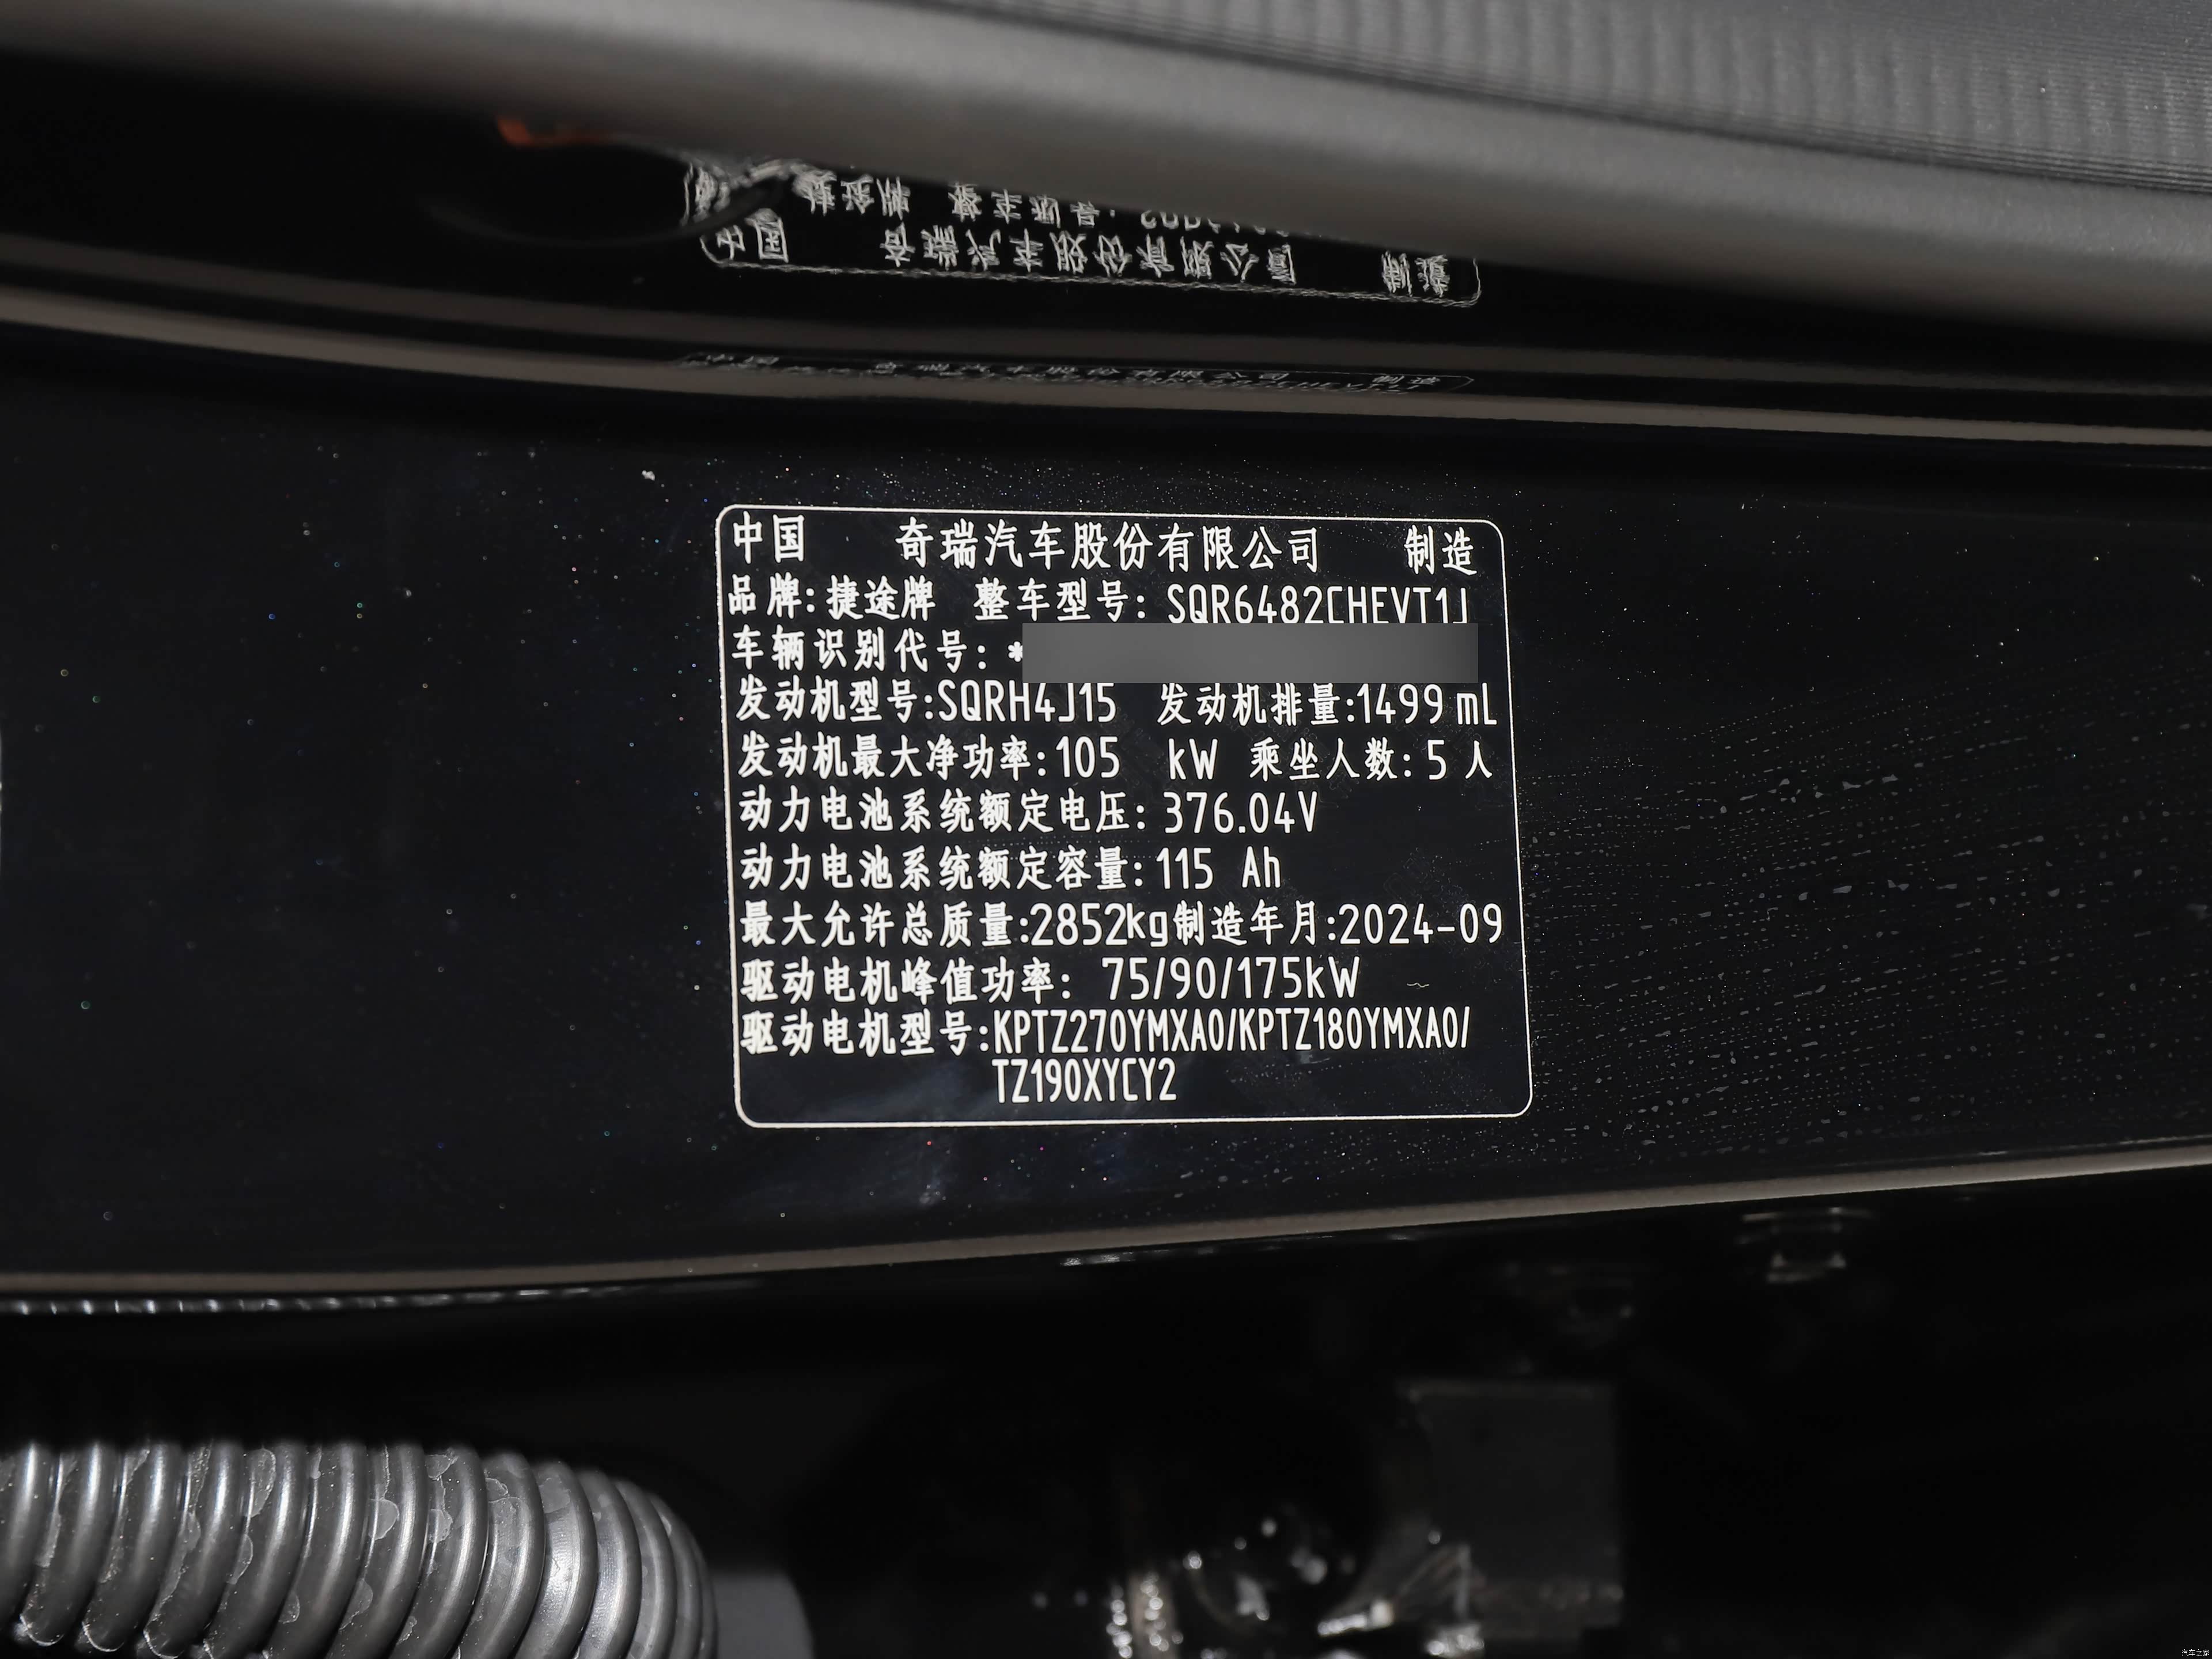 中国 奇瑞汽车股份有限公司 制造
品牌:捷途牌 整车型号: SQR6482CHEVT1J
车辆识别代号: *
发动机型号:SQRH4J15 发动机排量:1499 mL
发动机最大净功率:105 kW 乘坐人数: 5 人
动力电池系统额定电压: 376.04V
动力电池系统额定容量: 115 Ah
最大允许总质量:2852kg制造年月:2024-09
驱动电机峰值功率: 75/90/175kW
驱动电机型号:KPTZ270YMXA0/KPTZ180YMXA0/
TZ190XYCY2
汽车之家